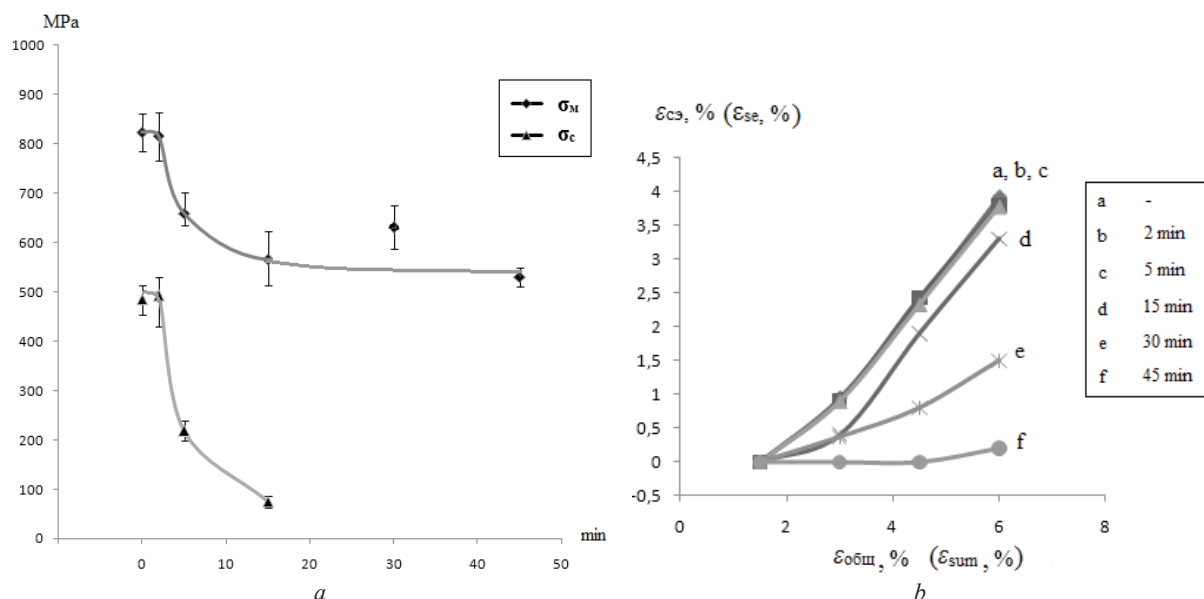 MPa
1000
900
800
700
600
500
400
300
200
100
0
0
10
20
30
40
50
min
σм
σс
a
εсэ, % (εse, %)
4,5
4
3,5
3
2,5
2
1,5
1
0,5
0
-0,5
0
2
4
6
8
a, b, c
d
e
f
a -
b 2 min
c 5 min
d 15 min
e 30 min
f 45 min
εобщ, % (εsum, %)
b